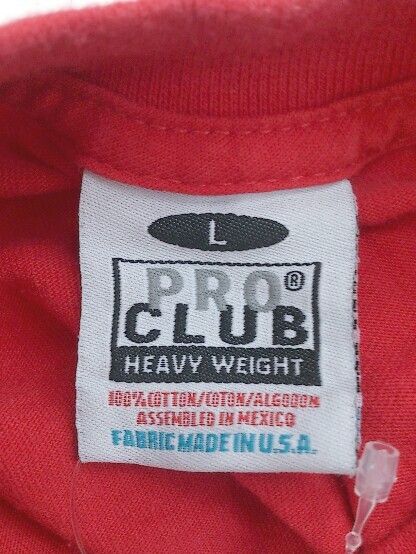 L
PRO®
CLUB
HEAVY WEIGHT
100% COTTON/COTON/ALGODON
ASSEMBLED IN MEXICO
FABRIC MADE IN U.S.A.